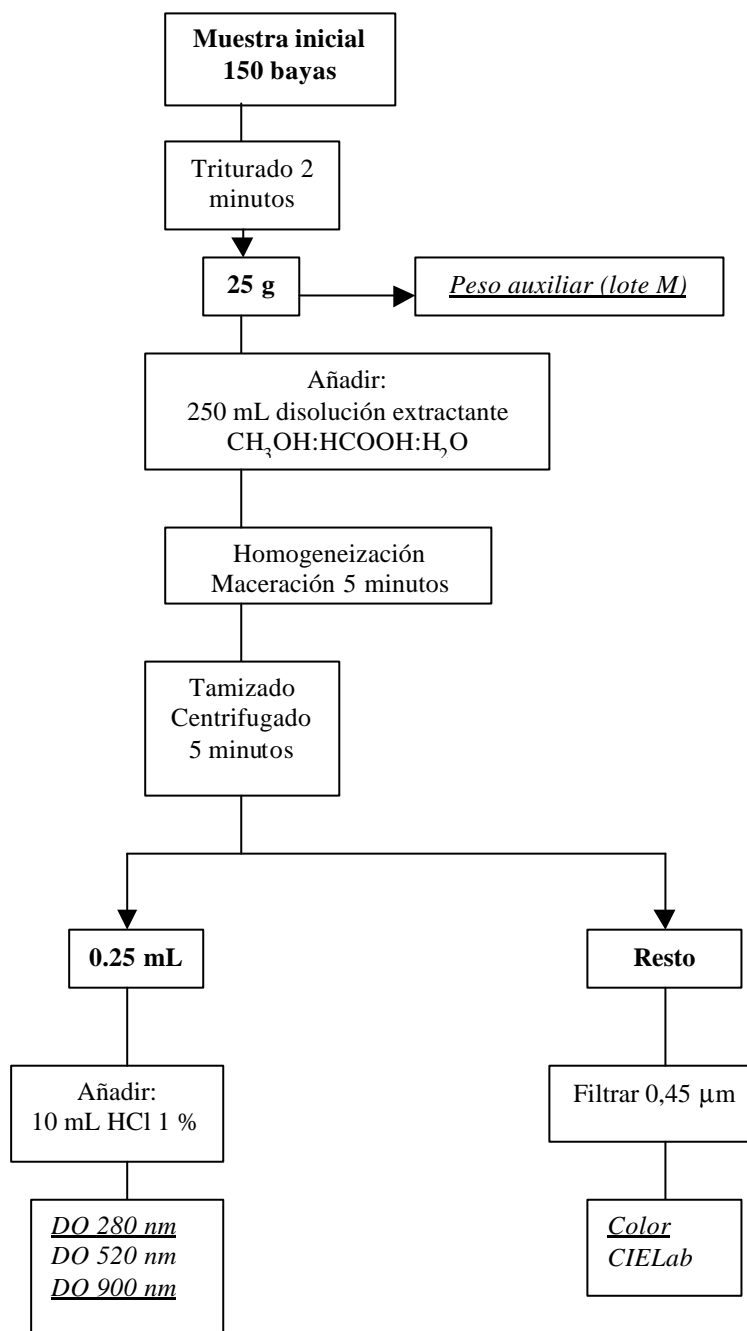 Muestra inicial
150 bayas
Triturado 2
minutos
25 g
Peso auxiliar (lote M)
Añadir:
250 mL disolución extractante
CH3OH:HCOOH:H2O
Homogeneización
Maceración 5 minutos
Tamizado
Centrifugado
5 minutos
0.25 mL
Resto
Añadir:
10 mL HCl 1 %
Filtrar 0,45 µm
DO 280 nm
DO 520 nm
DO 900 nm
Color
CIELab